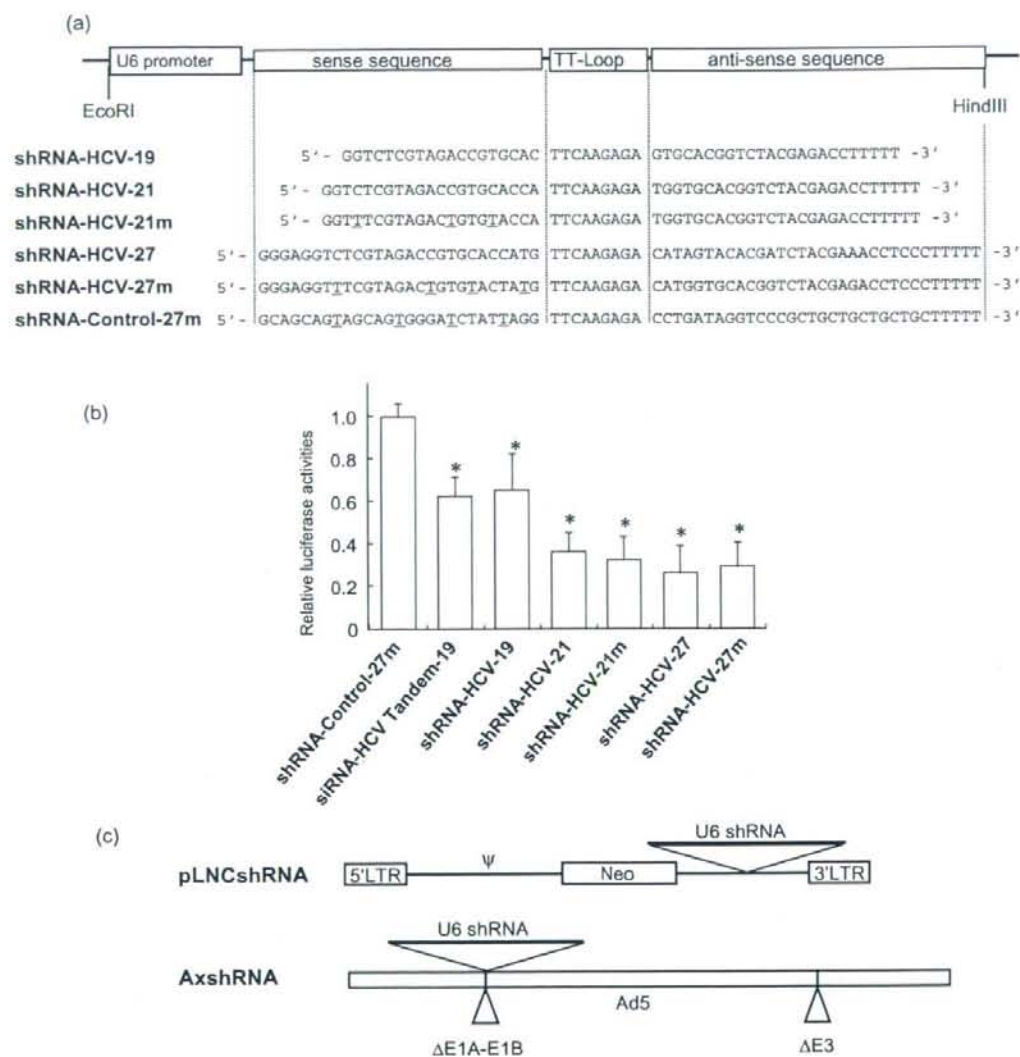 (a)
U6 promoter sense sequence TT-Loop anti-sense sequence
EcoRI HindIII
shRNA-HCV-19 5'- GGTCTCGTAGACCGTGCAC TTCAAGAGA GTGCACGGTCTACGAGACCTTTTT -3'
shRNA-HCV-21 5'- GGTCTCGTAGACCGTGCACCA TTCAAGAGA TGGTGCACGGTCTACGAGACCTTTTT -3'
shRNA-HCV-21m 5'- GGTTTCGTAGACTGTGTACCA TTCAAGAGA TGGTGCACGGTCTACGAGACCTTTTT -3'
shRNA-HCV-27 5'- GGGAGGTCTCGTAGACCGTGCACCATG TTCAAGAGA CATAGTACACGATCTACGAAACCTCCCTTTTT -3'
shRNA-HCV-27m 5'- GGGAGGTTTCGTAGACTGTGTACTATG TTCAAGAGA CATGGTGCACGGTCTACGAGACCTCCCTTTTT -3'
shRNA-Control-27m 5'- GCAGCAGTAGCAGTGGGATCTATTAGG TTCAAGAGA CCTGATAGGTCCCGCTGCTGCTGCTGCTTTTT -3'
(b)
Relative luciferase activities
1.0
0.8
0.6
0.4
0.2
0
* * * * * *
shRNA-Control-27m
siRNA-HCV Tandem-19
shRNA-HCV-19
shRNA-HCV-21
shRNA-HCV-21m
shRNA-HCV-27
shRNA-HCV-27m
(c)
U6 shRNA
pLNCshRNA 5'LTR ψ Neo 3'LTR
U6 shRNA
AxshRNA
Ad5
ΔE1A-E1B ΔE3